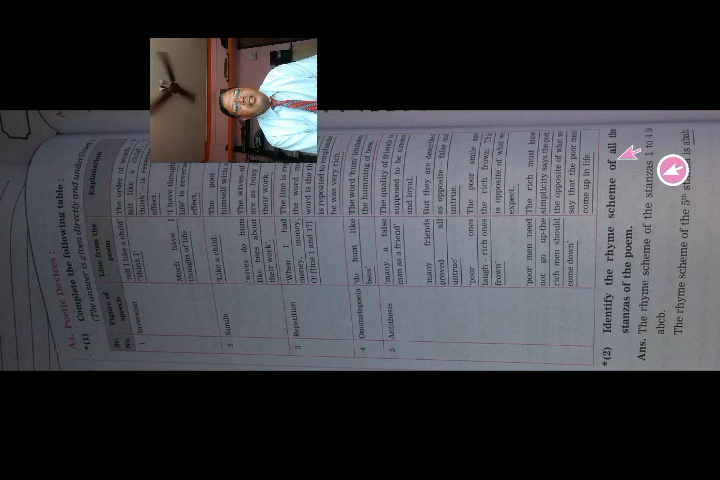 A4. Poetic Devices :
*(1) Complete the following table :
(The answer is given directly and underlined)
Sr. No. Figure of speech Line from the poem Explanation
1 Inversion 'felt I like a child' 'think I' The order of words
felt like a child
think is
effect.
'Much have I thought of life' 'I have though
life' is revers
effect.
2 Simile 'Like a child. The poet
himself with
'wives do hum like bees about their work' The wives of
are as busy
their work.
3 Repetition 'When I had money, money, O' [line 1 and 17] The line is
the word
word is
is repeated to emphasise
he was very rich.
4 Onomatopoeia 'do hum like bees' The word 'hum'
the humming of bees.
5 Antithesis 'many a false man as a friend' The quality of friends is
supposed to be
and loyal.
'many friends proved all untrue' But they are described
as opposite - false
untrue.
'poor ones laugh - rich ones frown' The poor smile
the rich frown.
is opposite of what we
expect.
'poor men need not go up-the rich men should come down' The rich must know
simplicity says the poet
the opposite of what we
say that the poor must
come up in life.
*(2) Identify the rhyme scheme of all the
stanzas of the poem.
Ans. The rhyme scheme of the stanzas 1 to 4 is
abcb.
The rhyme scheme of the 5th is abab.